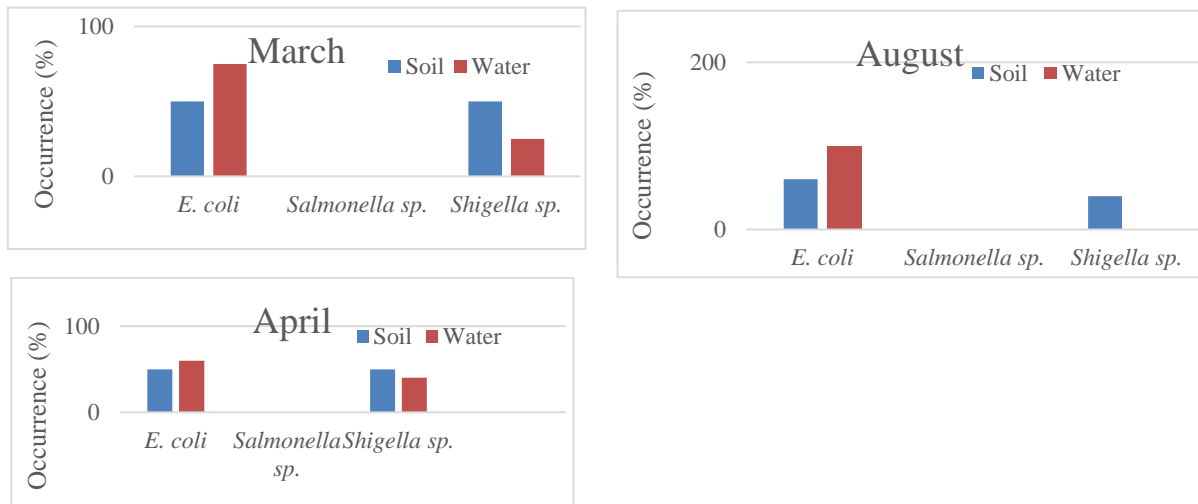 March
Occurrence (%)
100
0
Soil Water
E. coli Salmonella sp. Shigella sp.
August
Occurrence (%)
200
0
Soil Water
E. coli Salmonella sp. Shigella sp.
April
Occurrence (%)
100
0
Soil Water
E. coli Salmonella Shigella sp.
sp.